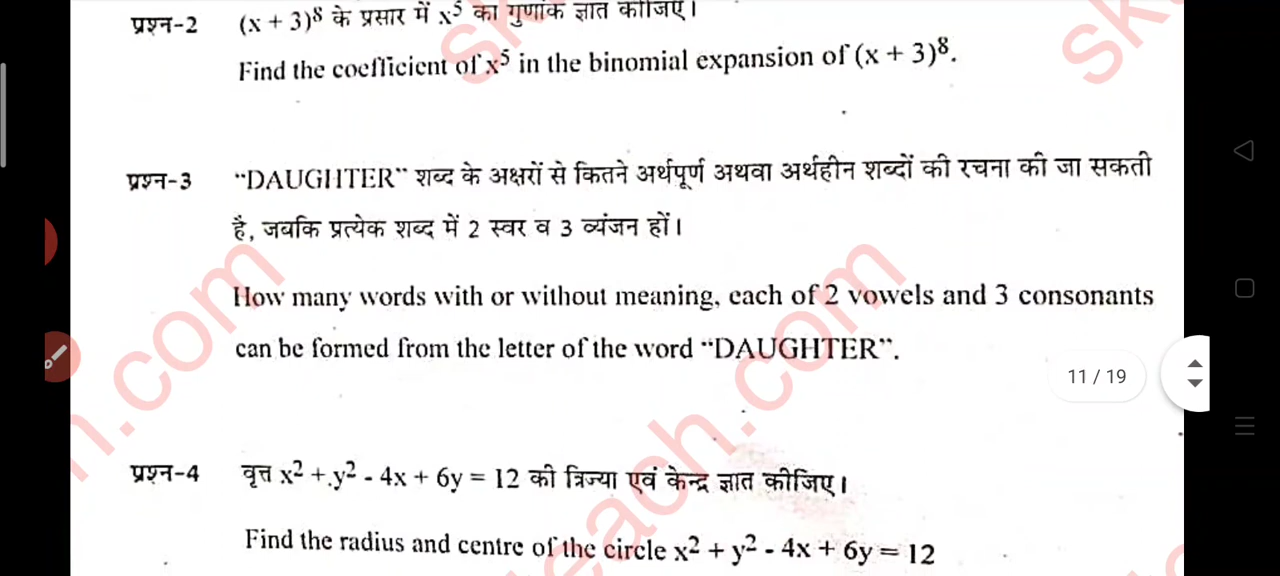 प्रश्न-2 (x + 3)⁸ के प्रसार में x⁵ का गुणांक ज्ञात कीजिए।
Find the coefficient of x⁵ in the binomial expansion of (x + 3)⁸.
प्रश्न-3 “DAUGHTER” शब्द के अक्षरों से कितने अर्थपूर्ण अथवा अर्थहीन शब्दों की रचना की जा सकती
है, जबकि प्रत्येक शब्द में 2 स्वर व 3 व्यंजन हों।
How many words with or without meaning, each of 2 vowels and 3 consonants
can be formed from the letter of the word “DAUGHTER”.
11 / 19
प्रश्न-4 वृत्त x² + y² - 4x + 6y = 12 की त्रिज्या एवं केन्द्र ज्ञात कीजिए।
Find the radius and centre of the circle x² + y² - 4x + 6y = 12